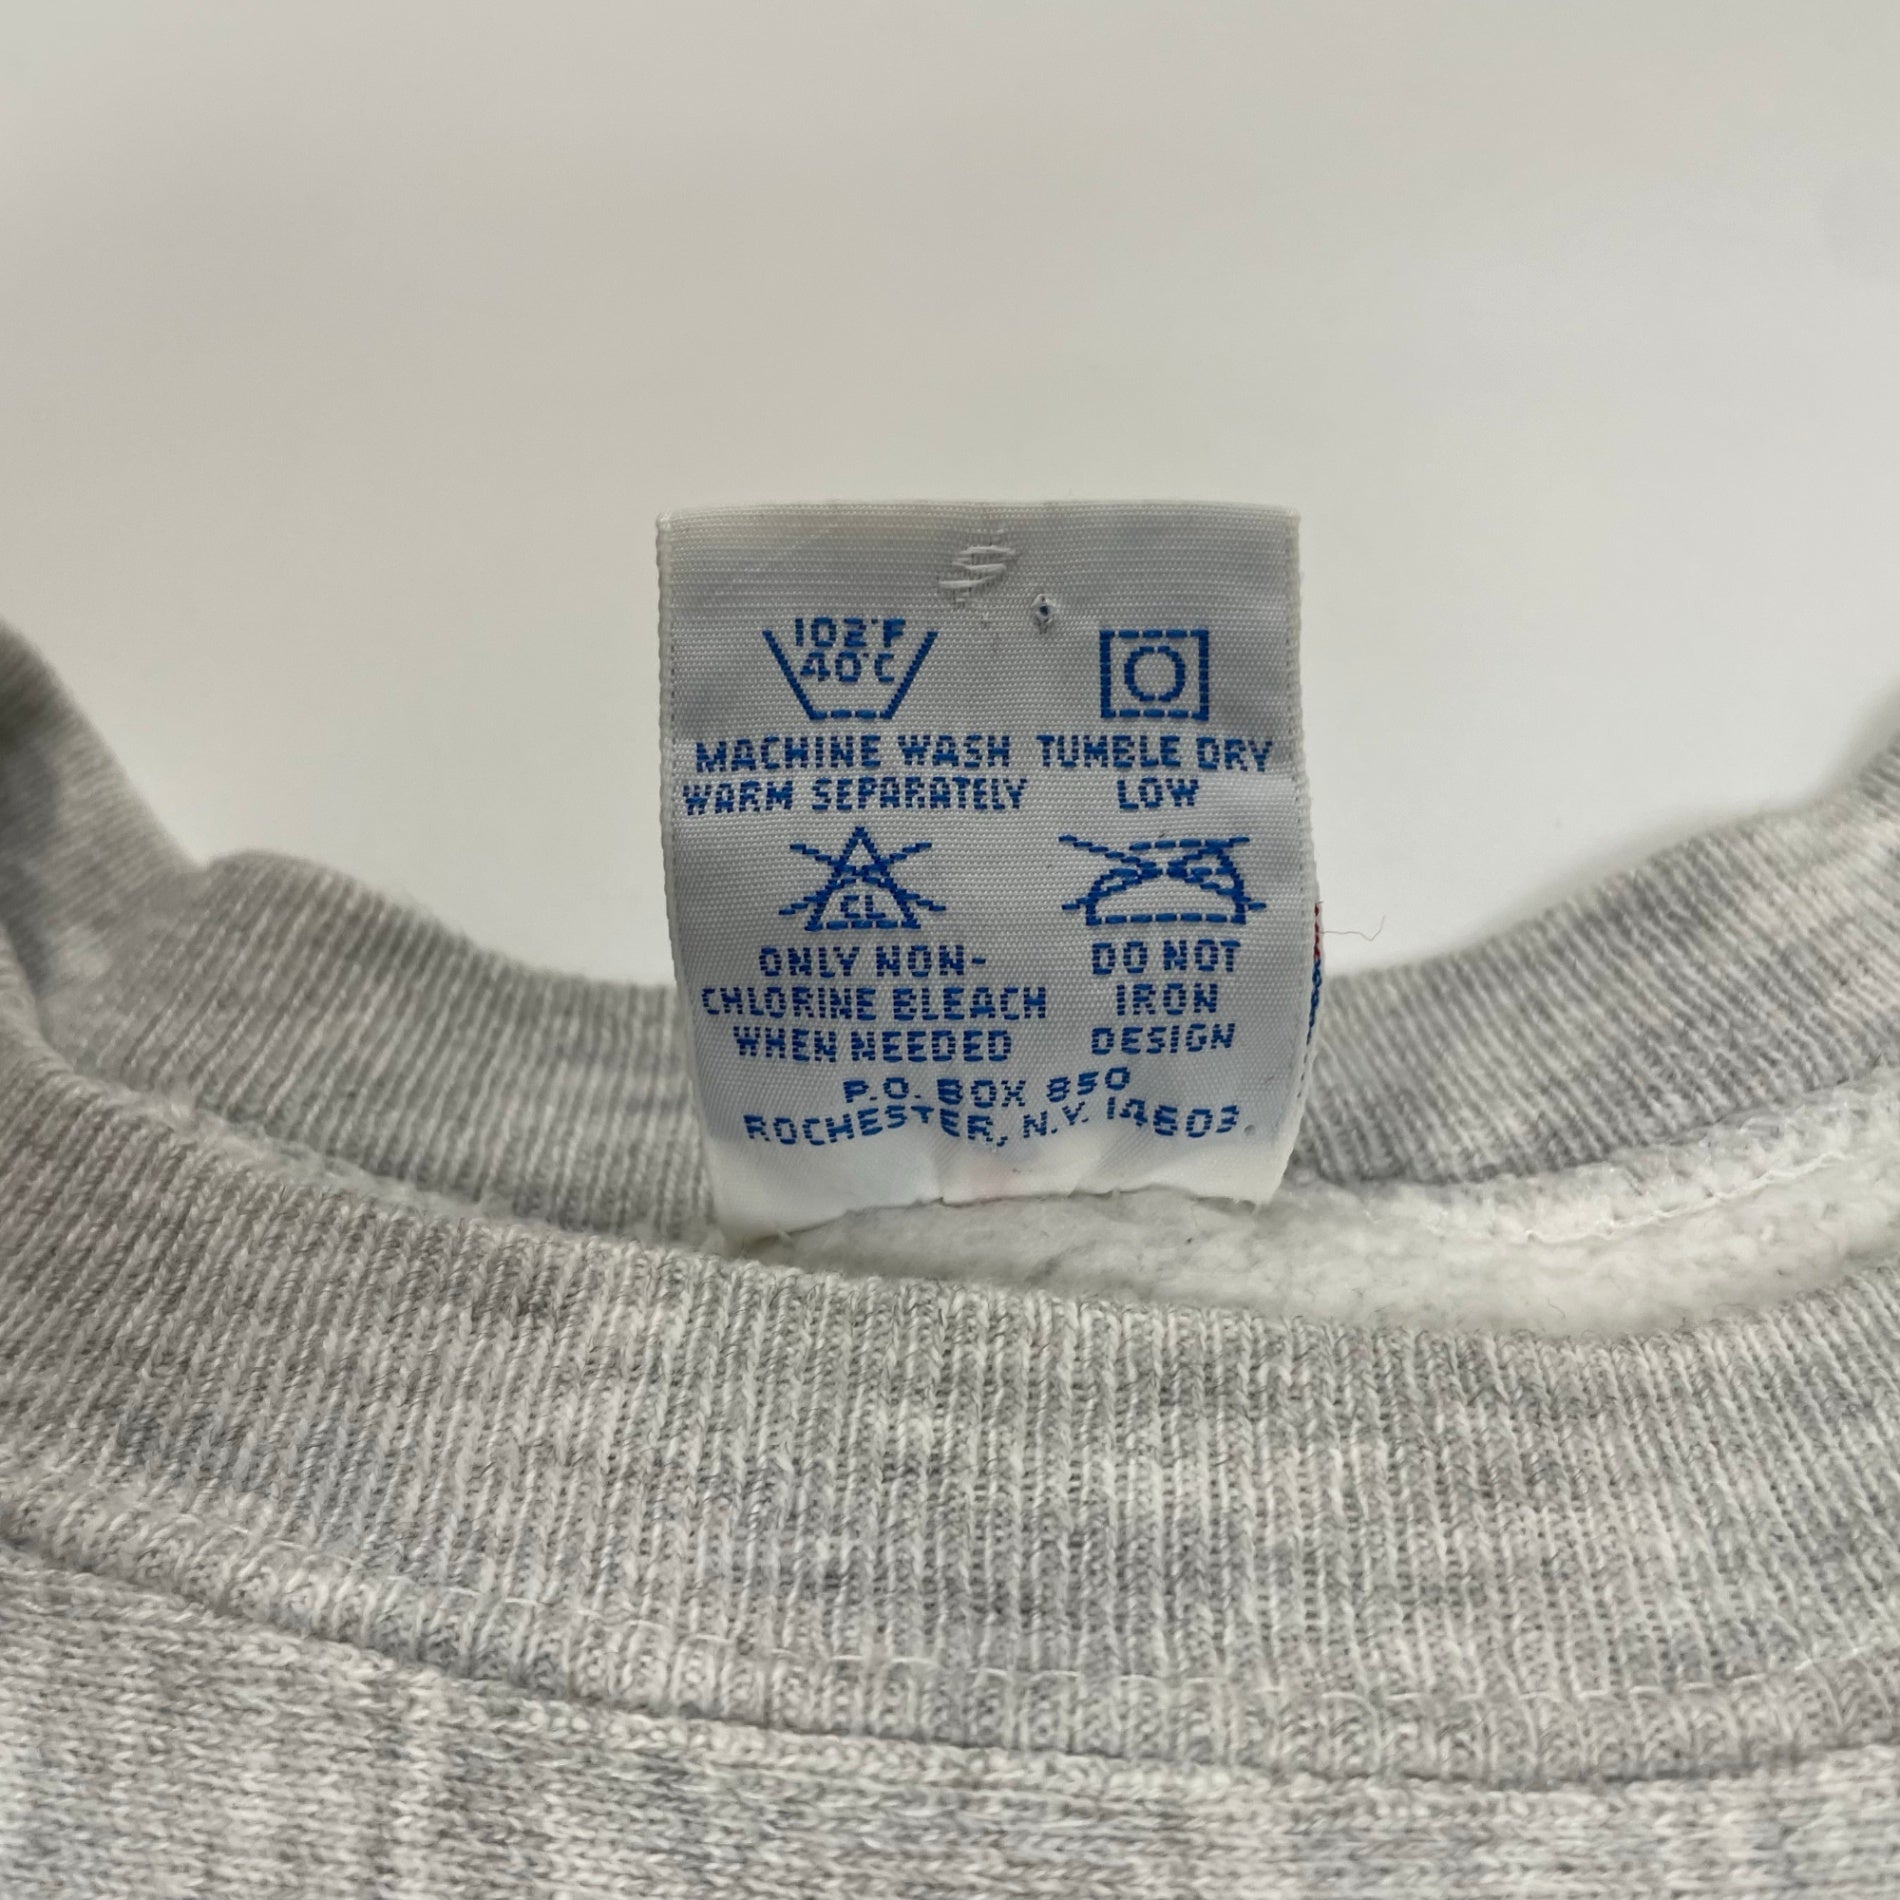 102°F
40°C
MACHINE WASH
WARM SEPARATELY
TUMBLE DRY
LOW
CL
ONLY NON-
CHLORINE BLEACH
WHEN NEEDED
DO NOT
IRON
DESIGN
P.O. BOX 850
ROCHESTER, N.Y. 14603